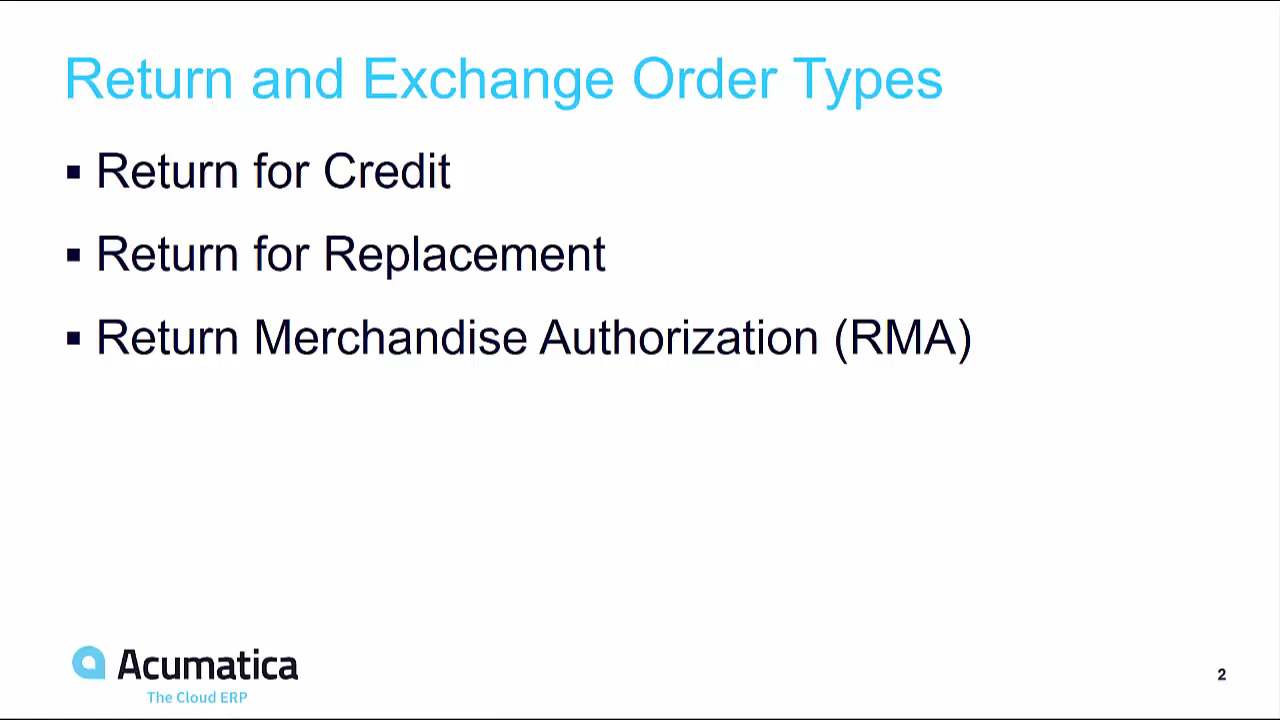 Return and Exchange Order Types
▪ Return for Credit
▪ Return for Replacement
▪ Return Merchandise Authorization (RMA)
Acumatica
The Cloud ERP
2